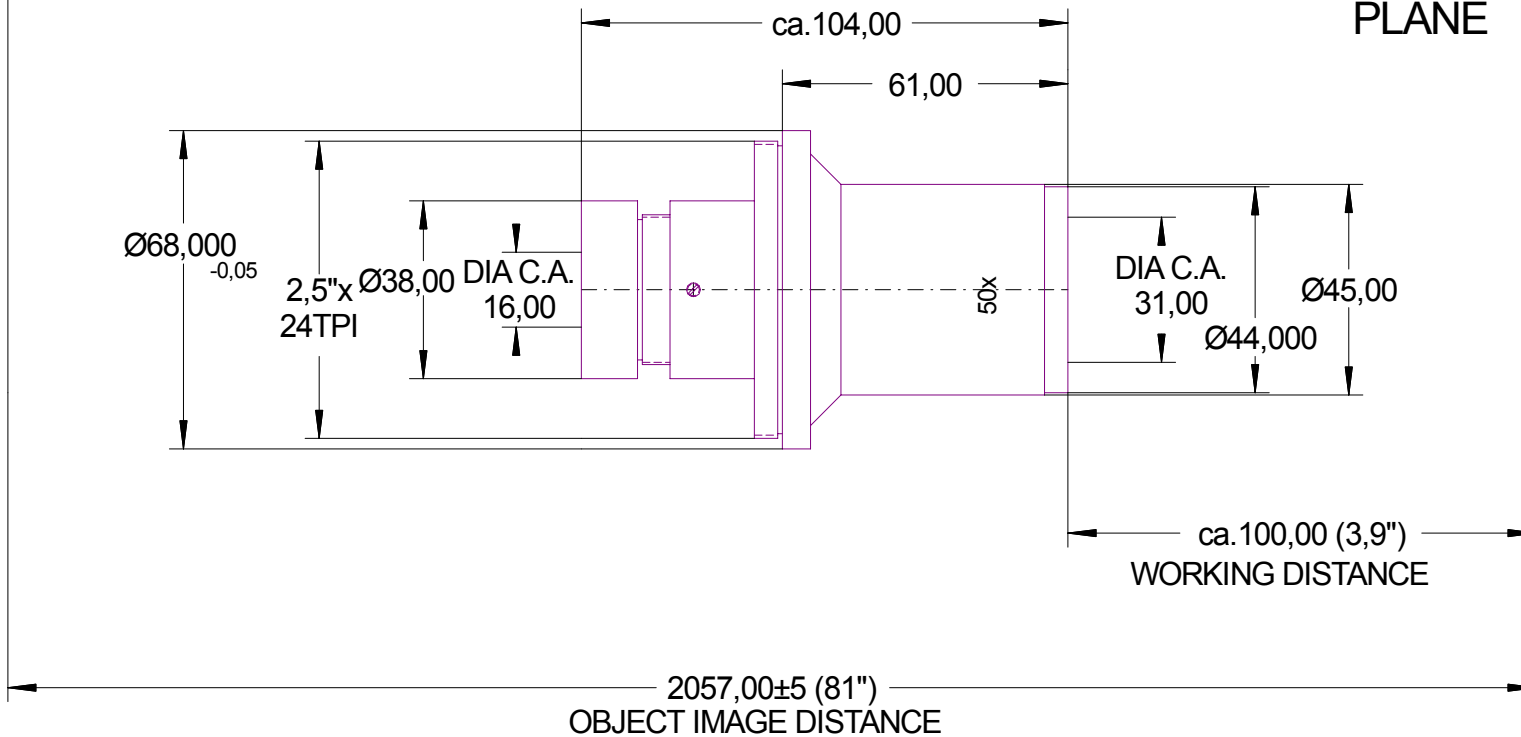 PLANE
ca.104,00
61,00
Ø68,000
-0,05
2,5"x
24TPI
Ø38,00
DIA C.A.
16,00
50x
DIA C.A.
31,00
Ø44,000
Ø45,00
ca.100,00 (3,9")
WORKING DISTANCE
2057,00±5 (81")
OBJECT IMAGE DISTANCE